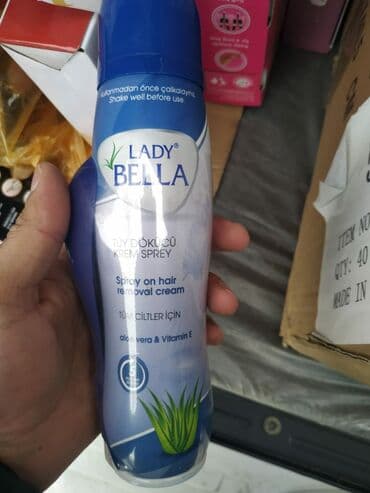 Kullanmadan önce çalkalayınız.
Shake well before use.
LADY®
BELLA
TÜY DÖKÜCÜ
KREM SPREY
Spray on hair
removal cream
TÜM CİLTLER İÇİN
aloe vera & Vitamin E
ITEM NO
QTY: 40
MADE IN